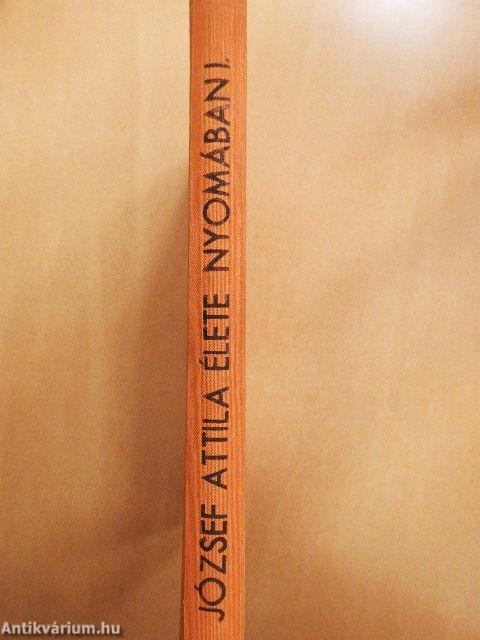 JÓZSEF ATTILA ÉLETE NYOMÁBAN I.
Antikvárium.hu